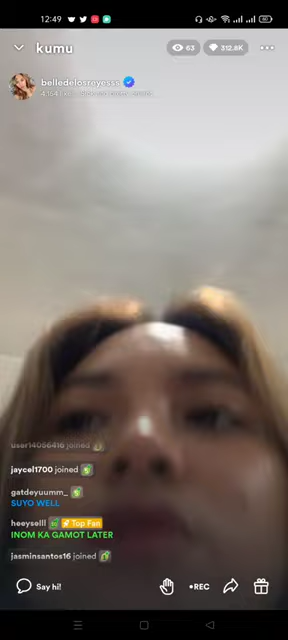 12:49
kumu
63
312.8K
belledelosreyesss
user14056416 joined
jaycel1700 joined
gatdeyuumm_
SUYO WELL
heeyselll Top Fan
INOM KA GAMOT LATER
jasminsantos16 joined
Say hi!
REC